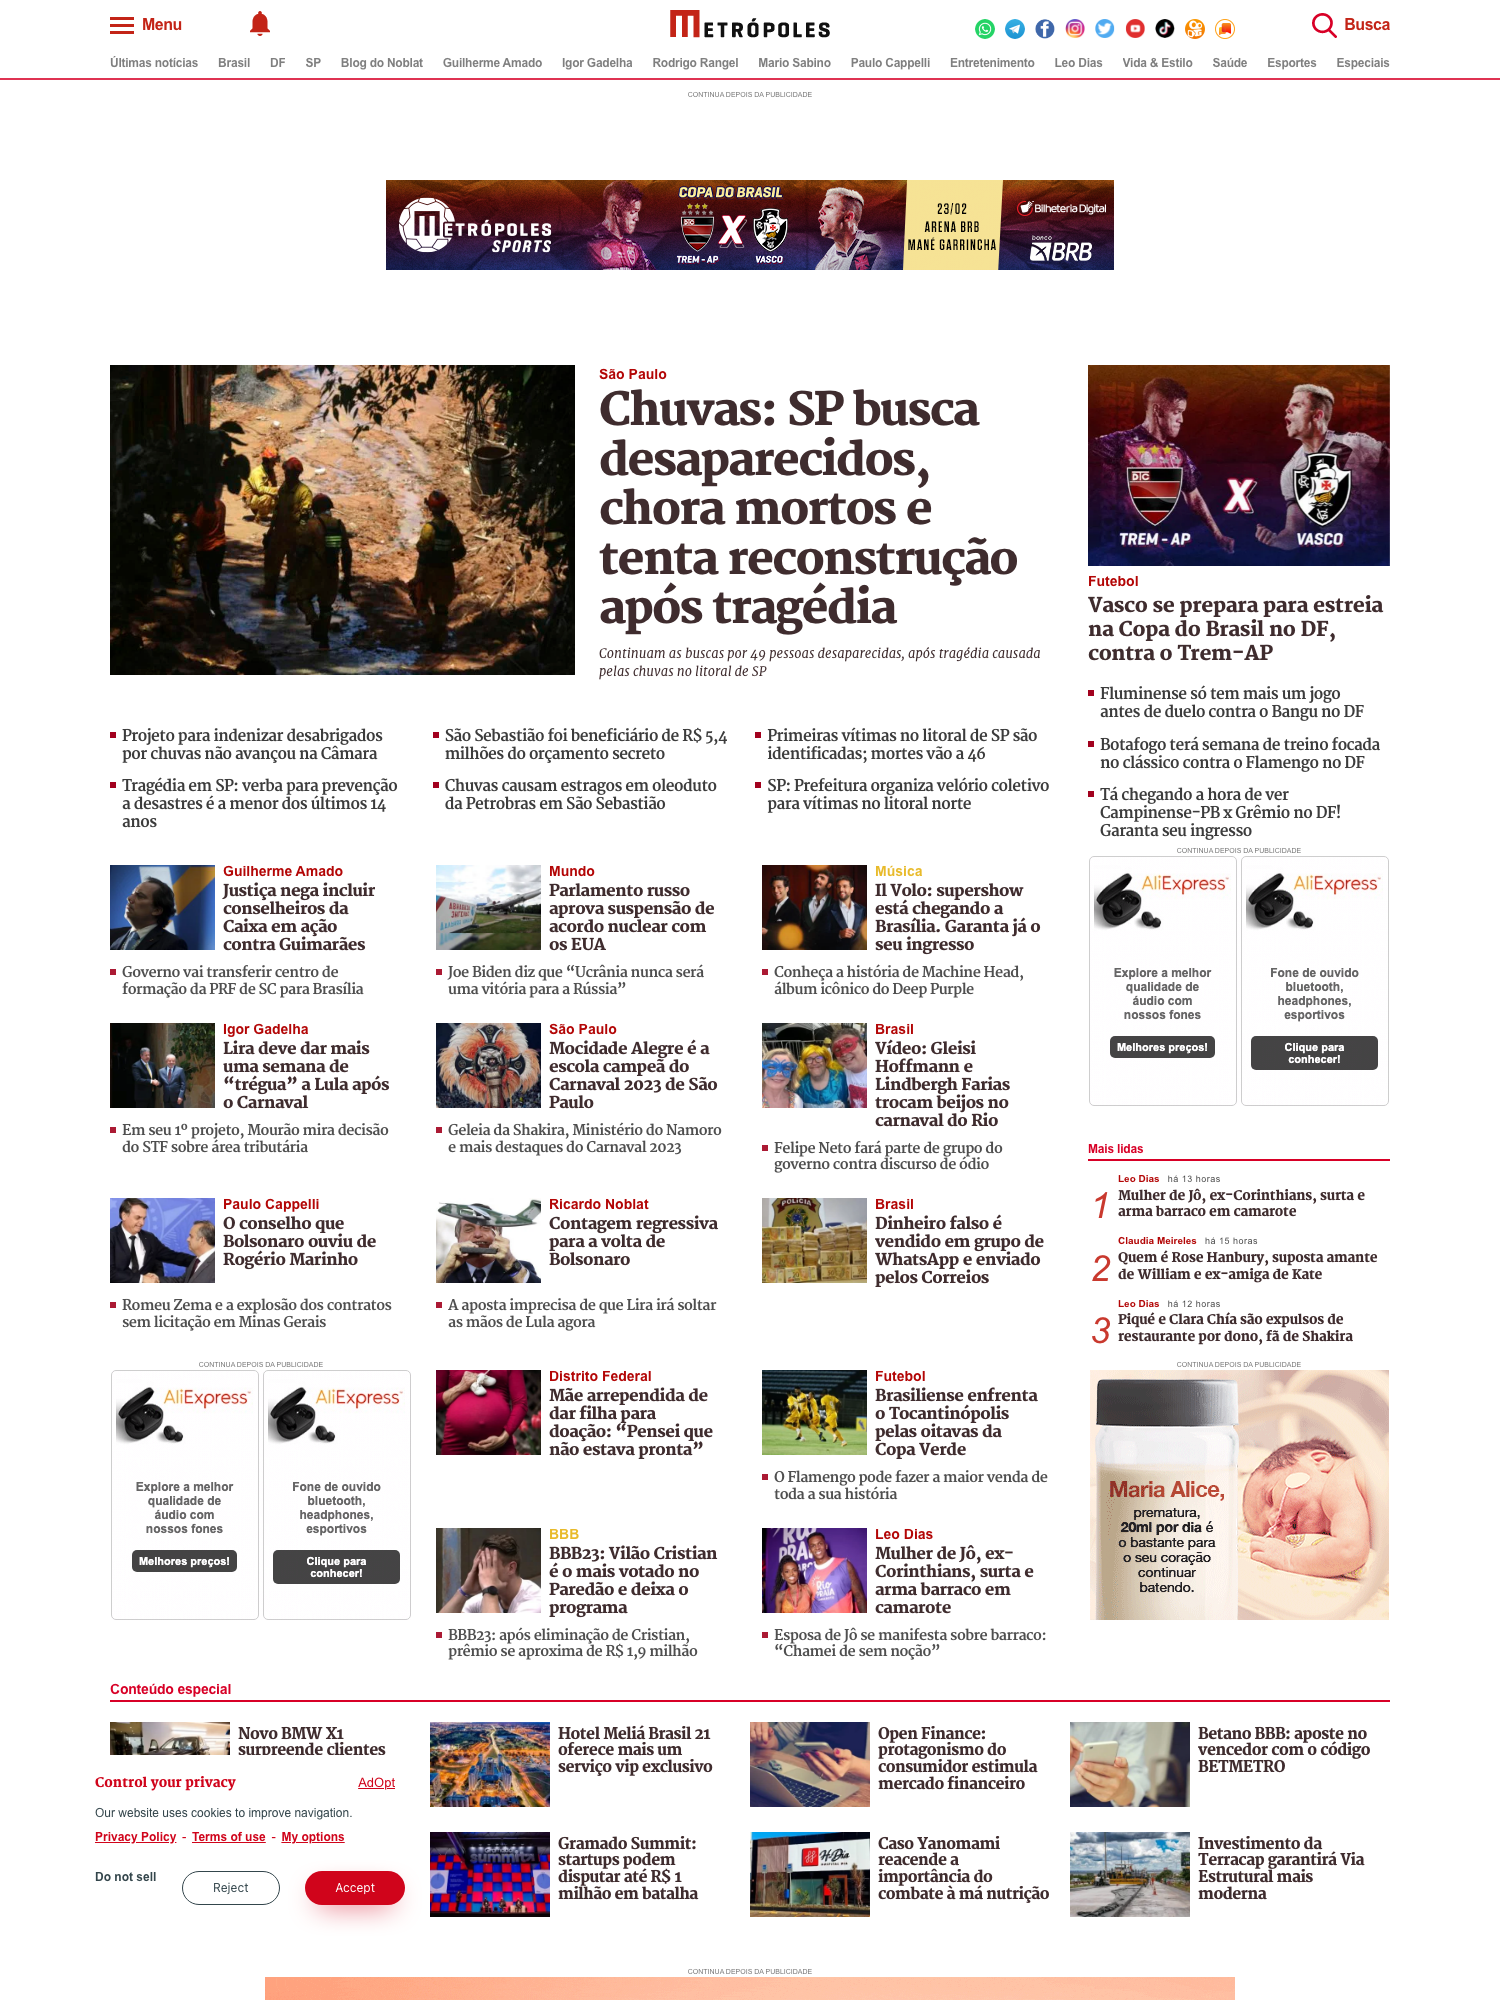 Menu
METRÓPOLES
Busca
Últimas notícias Brasil DF SP Blog do Noblat Guilherme Amado Igor Gadelha Rodrigo Rangel Mario Sabino Paulo Cappelli Entretenimento Leo Dias Vida & Estilo Saúde Esportes Especiais
CONTINUA DEPOIS DA PUBLICIDADE
METRÓPOLES
SPORTS
COPA DO BRASIL
X
TREM - AP
VASCO
23/02
ARENA BRB
MANÉ GARRINCHA
Bilheteria Digital
BANCO
BRB
São Paulo
Chuvas: SP busca
desaparecidos,
chora mortos e
tenta reconstrução
após tragédia
Continuam as buscas por 49 pessoas desaparecidas, após tragédia causada
pelas chuvas no litoral de SP
Projeto para indenizar desabrigados
por chuvas não avançou na Câmara
Tragédia em SP: verba para prevenção
a desastres é a menor dos últimos 14
anos
São Sebastião foi beneficiário de R$ 5,4
milhões do orçamento secreto
Chuvas causam estragos em oleoduto
da Petrobras em São Sebastião
Primeiras vítimas no litoral de SP são
identificadas; mortes vão a 46
SP: Prefeitura organiza velório coletivo
para vítimas no litoral norte
DTC
X
TREM - AP
VASCO
Futebol
Vasco se prepara para estreia
na Copa do Brasil no DF,
contra o Trem-AP
Fluminense só tem mais um jogo
antes de duelo contra o Bangu no DF
Botafogo terá semana de treino focada
no clássico contra o Flamengo no DF
Tá chegando a hora de ver
Campinense-PB x Grêmio no DF!
Garanta seu ingresso
CONTINUA DEPOIS DA PUBLICIDADE
AliExpress
Explore a melhor
qualidade de
áudio com
nossos fones
Melhores preços!
AliExpress
Fone de ouvido
bluetooth,
headphones,
esportivos
Clique para
conhecer!
Guilherme Amado
Justiça nega incluir
conselheiros da
Caixa em ação
contra Guimarães
Governo vai transferir centro de
formação da PRF de SC para Brasília
Mundo
Parlamento russo
aprova suspensão de
acordo nuclear com
os EUA
Joe Biden diz que “Ucrânia nunca será
uma vitória para a Rússia”
Música
Il Volo: supershow
está chegando a
Brasília. Garanta já o
seu ingresso
Conheça a história de Machine Head,
álbum icônico do Deep Purple
Igor Gadelha
Lira deve dar mais
uma semana de
“trégua” a Lula após
o Carnaval
Em seu 1º projeto, Mourão mira decisão
do STF sobre área tributária
São Paulo
Mocidade Alegre é a
escola campeã do
Carnaval 2023 de São
Paulo
Geleia da Shakira, Ministério do Namoro
e mais destaques do Carnaval 2023
Brasil
Vídeo: Gleisi
Hoffmann e
Lindbergh Farias
trocam beijos no
carnaval do Rio
Felipe Neto fará parte de grupo do
governo contra discurso de ódio
Mais lidas
1
Leo Dias há 13 horas
Mulher de Jô, ex-Corinthians, surta e
arma barraco em camarote
2
Claudia Meireles há 15 horas
Quem é Rose Hanbury, suposta amante
de William e ex-amiga de Kate
3
Leo Dias há 12 horas
Piqué e Clara Chía são expulsos de
restaurante por dono, fã de Shakira
Paulo Cappelli
O conselho que
Bolsonaro ouviu de
Rogério Marinho
Romeu Zema e a explosão dos contratos
sem licitação em Minas Gerais
Ricardo Noblat
Contagem regressiva
para a volta de
Bolsonaro
A aposta imprecisa de que Lira irá soltar
as mãos de Lula agora
POLICIA
Brasil
Dinheiro falso é
vendido em grupo de
WhatsApp e enviado
pelos Correios
CONTINUA DEPOIS DA PUBLICIDADE
AliExpress
Explore a melhor
qualidade de
áudio com
nossos fones
Melhores preços!
AliExpress
Fone de ouvido
bluetooth,
headphones,
esportivos
Clique para
conhecer!
Distrito Federal
Mãe arrependida de
dar filha para
doação: “Pensei que
não estava pronta”
Futebol
Brasiliense enfrenta
o Tocantinópolis
pelas oitavas da
Copa Verde
O Flamengo pode fazer a maior venda de
toda a sua história
CONTINUA DEPOIS DA PUBLICIDADE
Maria Alice,
prematura,
20ml por dia é
o bastante para
o seu coração
continuar
batendo.
BBB
BBB23: Vilão Cristian
é o mais votado no
Paredão e deixa o
programa
BBB23: após eliminação de Cristian,
prêmio se aproxima de R$ 1,9 milhão
Leo Dias
Mulher de Jô, ex-
Corinthians, surta e
arma barraco em
camarote
Esposa de Jô se manifesta sobre barraco:
“Chamei de sem noção”
Conteúdo especial
Novo BMW X1
surpreende clientes
Hotel Meliá Brasil 21
oferece mais um
serviço vip exclusivo
Open Finance:
protagonismo do
consumidor estimula
mercado financeiro
Betano BBB: aposte no
vencedor com o código
BETMETRO
Control your privacy
AdOpt
Our website uses cookies to improve navigation.
Privacy Policy - Terms of use - My options
Do not sell
Reject
Accept
summit
Gramado Summit:
startups podem
disputar até R$ 1
milhão em batalha
H-Dia
Caso Yanomami
reacende a
importância do
combate à má nutrição
Investimento da
Terracap garantirá Via
Estrutural mais
moderna
CONTINUA DEPOIS DA PUBLICIDADE